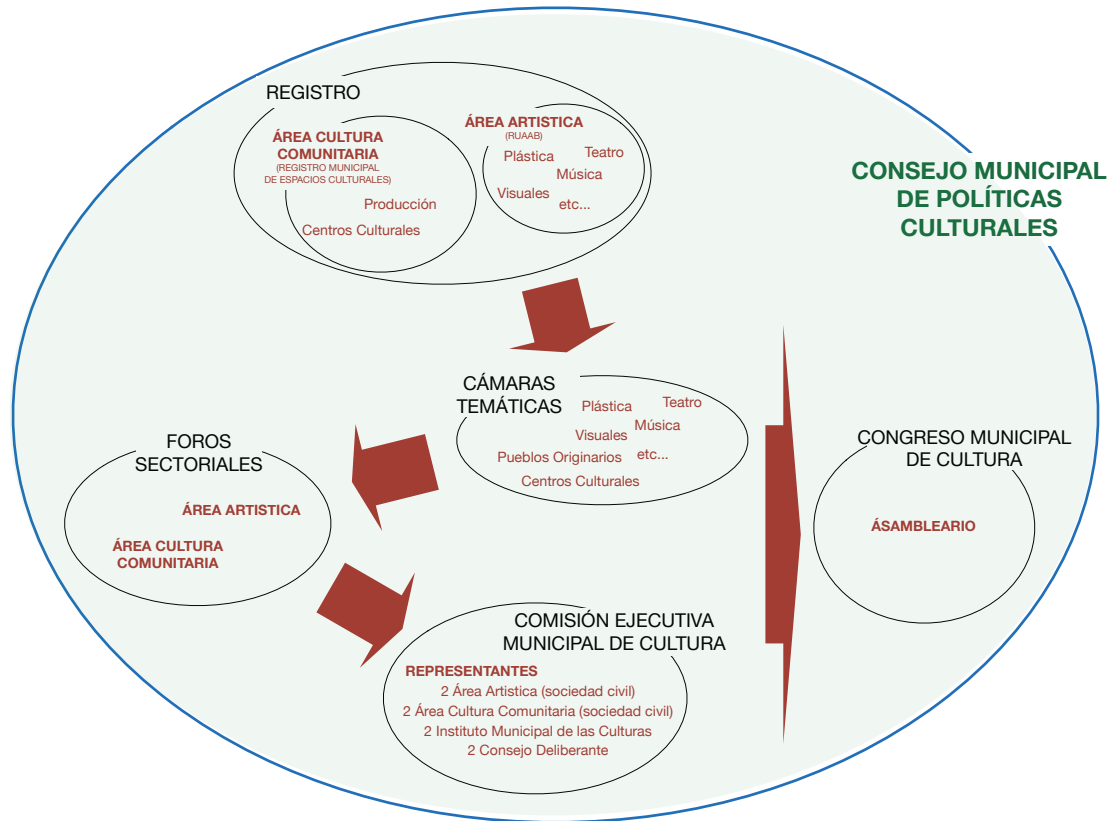 REGISTRO
ÁREA CULTURA
COMUNITARIA
(REGISTRO MUNICIPAL
DE ESPACIOS CULTURALES)
Producción
Centros Culturales
ÁREA ARTISTICA
(RUAAB)
Plástica
Teatro
Música
Visuales
etc...
CONSEJO MUNICIPAL
DE POLÍTICAS
CULTURALES
CÁMARAS
TEMÁTICAS
Plástica
Teatro
Música
Visuales
Pueblos Originarios
etc...
Centros Culturales
FOROS
SECTORIALES
ÁREA ARTISTICA
ÁREA CULTURA
COMUNITARIA
CONGRESO MUNICIPAL
DE CULTURA
ÁSAMBLEARIO
COMISIÓN EJECUTIVA
MUNICIPAL DE CULTURA
REPRESENTANTES
2 Área Artistica (sociedad civil)
2 Área Cultura Comunitaria (sociedad civil)
2 Instituto Municipal de las Culturas
2 Consejo Deliberante